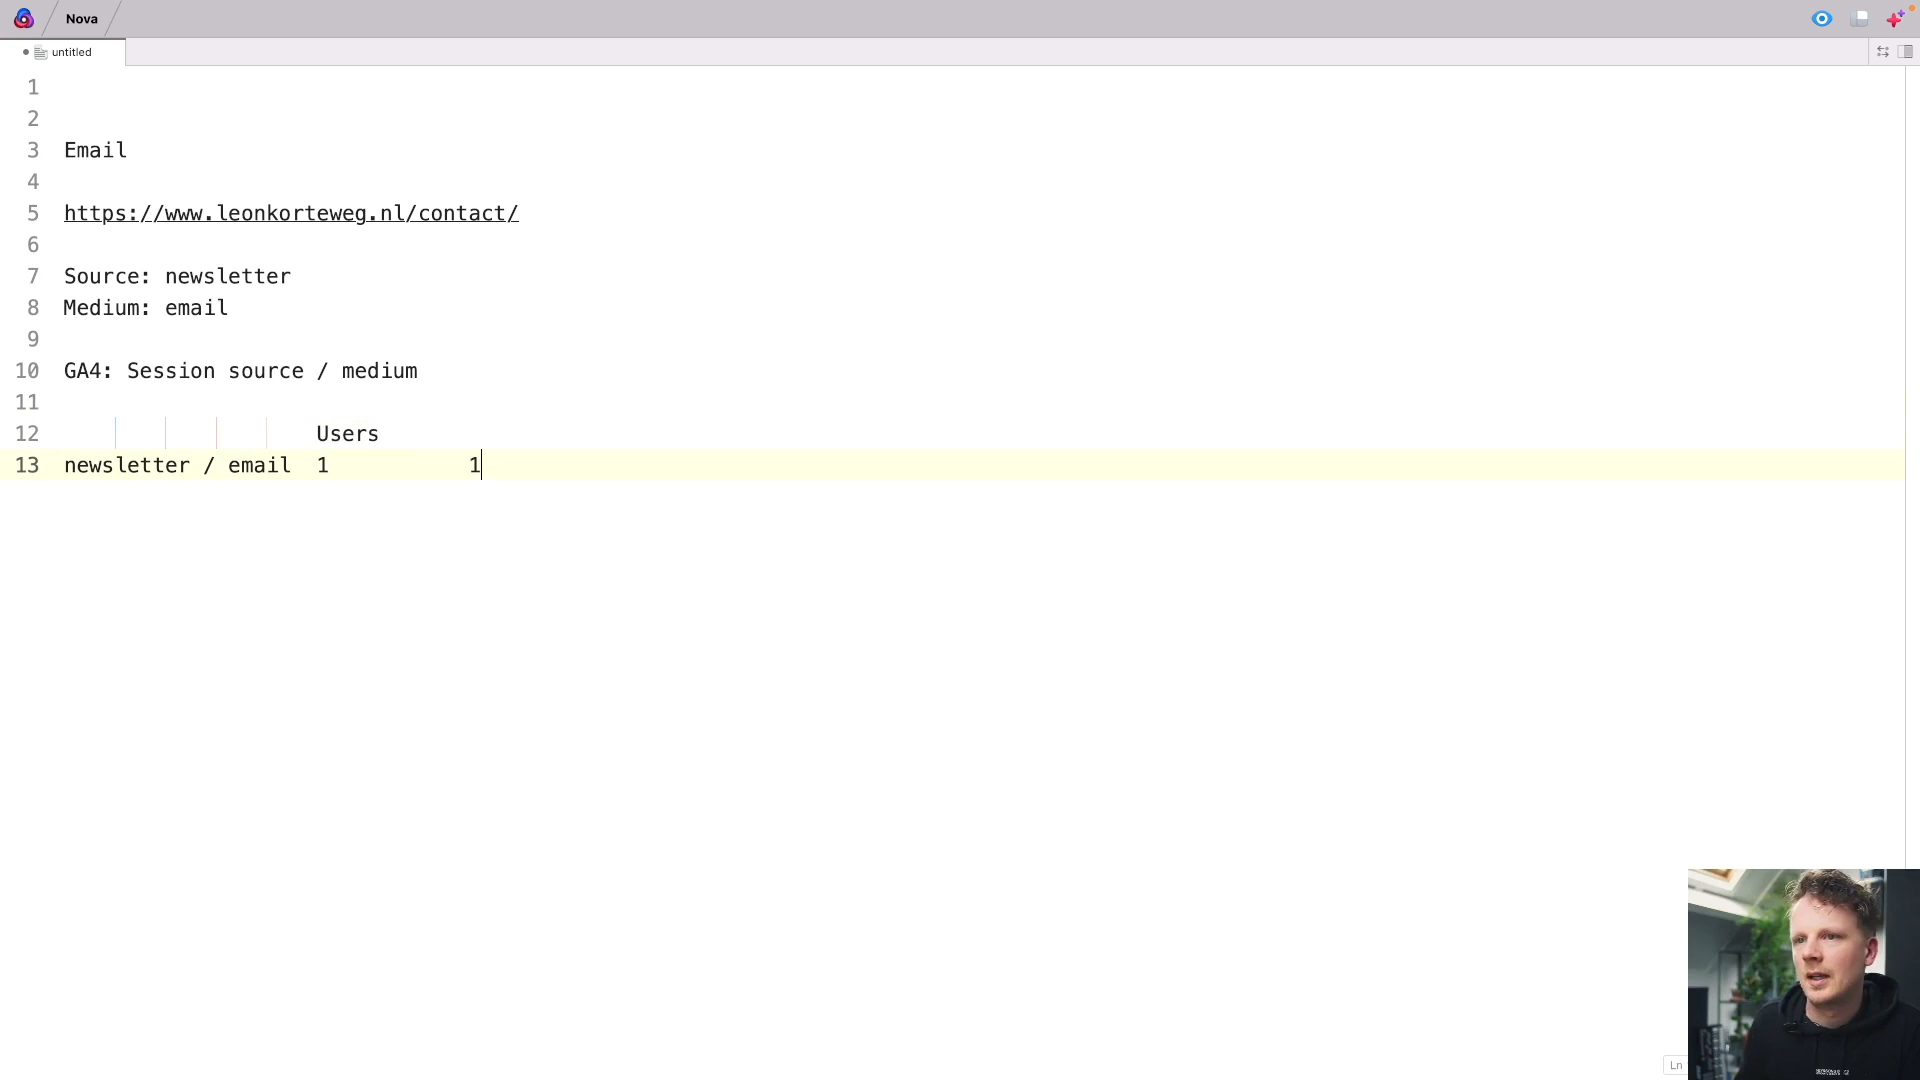 Nova
untitled
1
2
3 Email
4
5 https://www.leonkorteweg.nl/contact/
6
7 Source: newsletter
8 Medium: email
9
10 GA4: Session source / medium
11
12 Users
13 newsletter / email 1 1
Ln